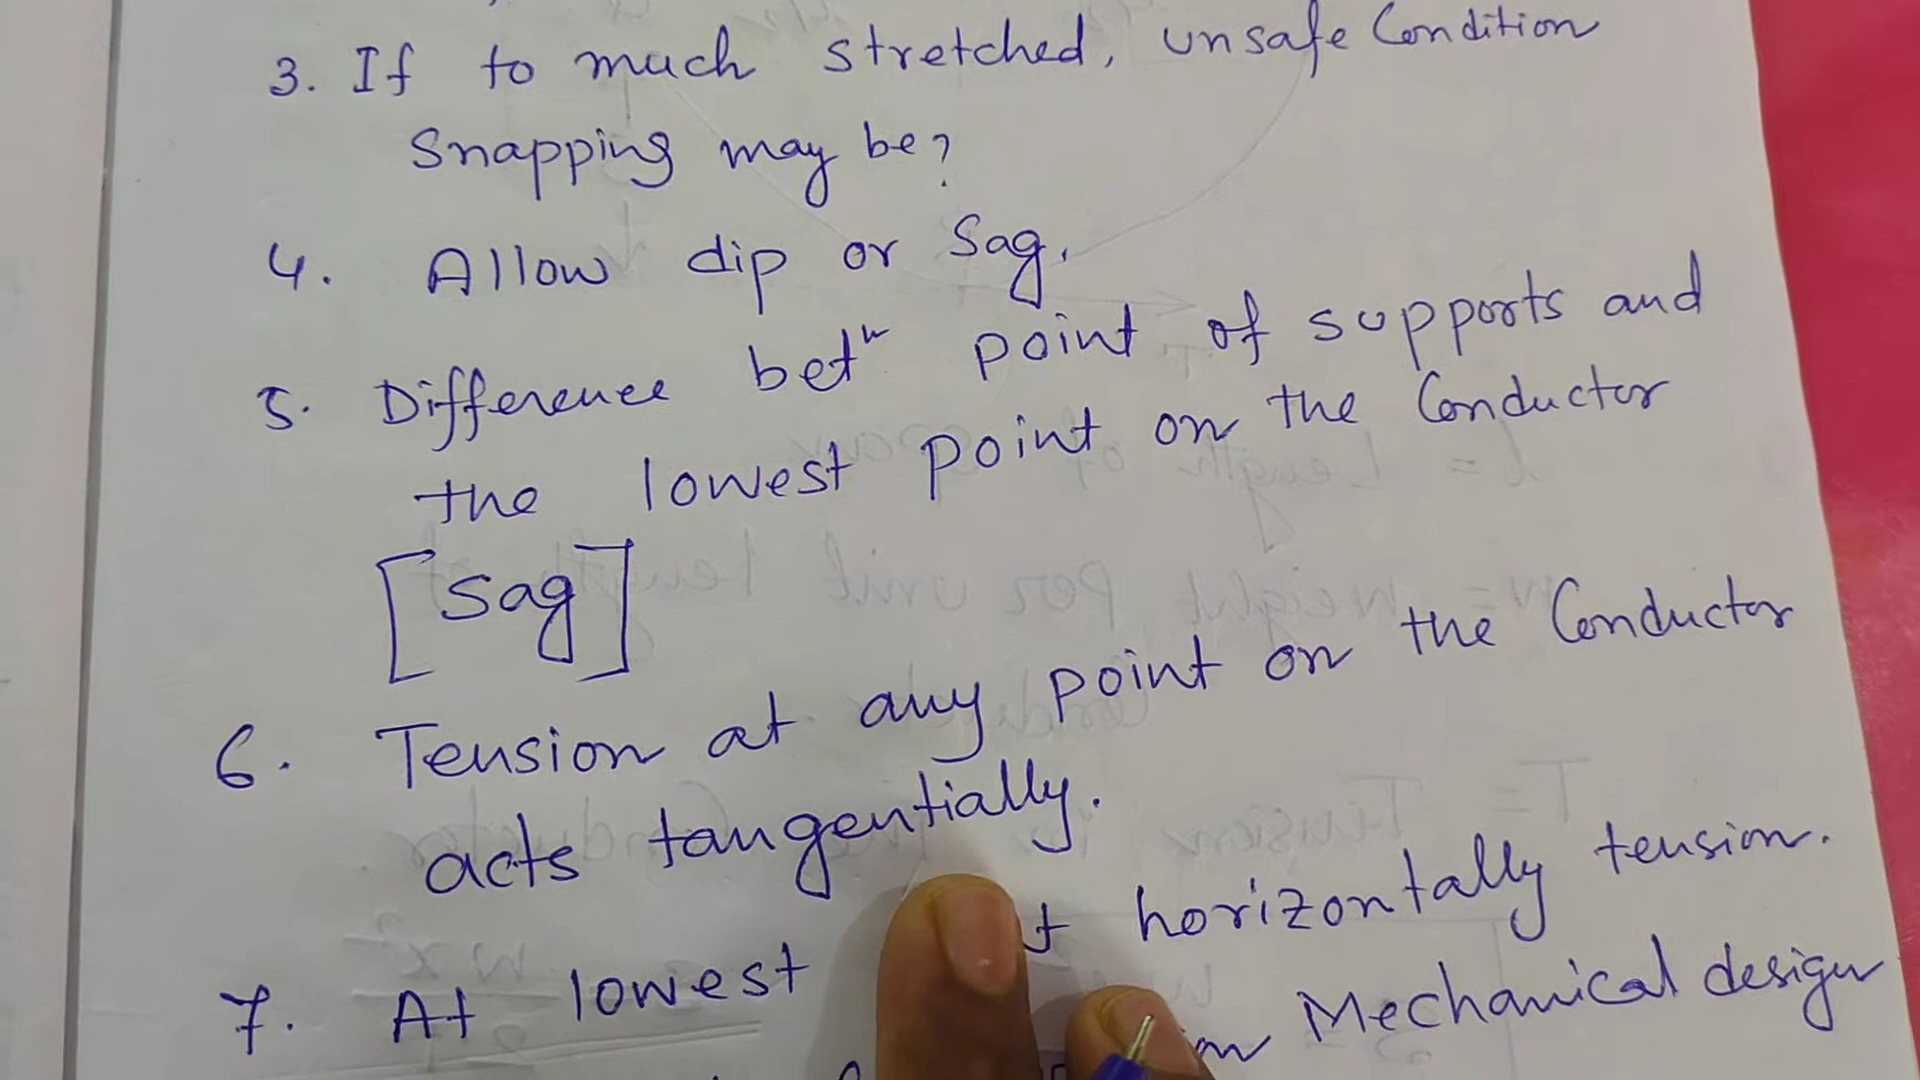 3. If to much stretched, unsafe Condition
Snapping may be?
4. Allow dip or Sag.
5. Difference betn point of supports and
the lowest point on the Conductor
[Sag]
6. Tension at any point on the Conductor
acts tangentially.
7. At lowest horizontally tension.
Mechanical design